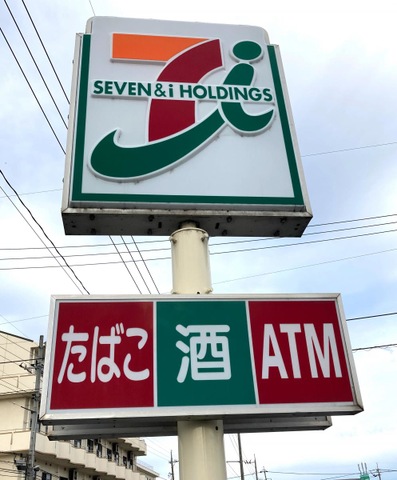 SEVEN & i HOLDINGS
たばこ 酒 ATM